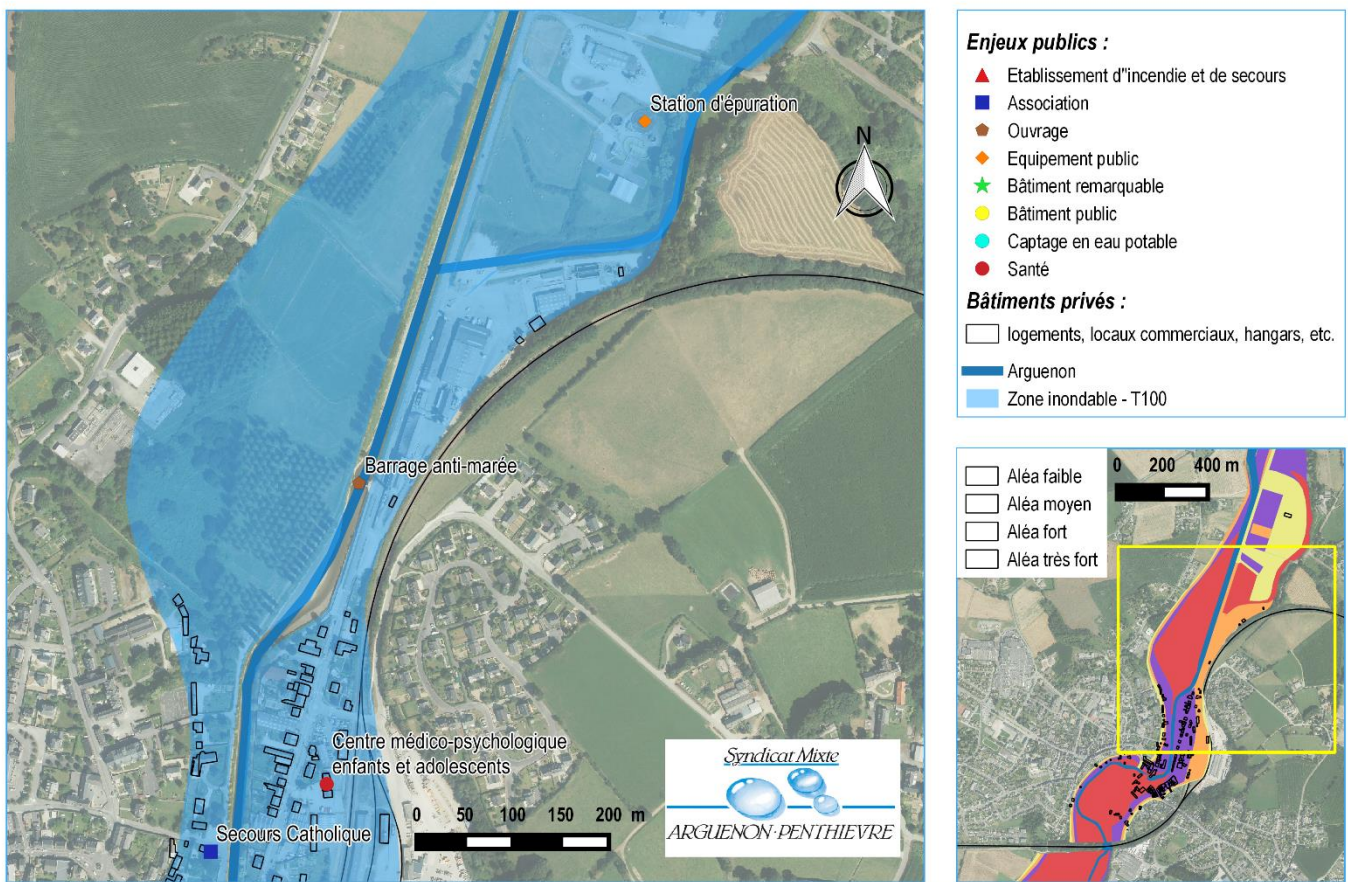 Station d'épuration
N
Barrage anti-marée
Centre médico-psychologique
enfants et adolescents
Secours Catholique
0 50 100 150 200 m
Syndicat Mixte
ARGUENON-PENTHIEVRE
Enjeux publics :
Etablissement d"incendie et de secours
Association
Ouvrage
Equipement public
Bâtiment remarquable
Bâtiment public
Captage en eau potable
Santé
Bâtiments privés :
logements, locaux commerciaux, hangars, etc.
Arguenon
Zone inondable - T100
Aléa faible
Aléa moyen
Aléa fort
Aléa très fort
0 200 400 m